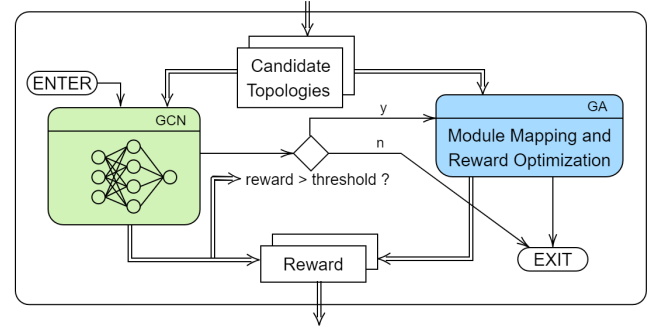 Candidate
Topologies
ENTER
GCN
y
GA
Module Mapping and
Reward Optimization
n
reward > threshold ?
Reward
EXIT